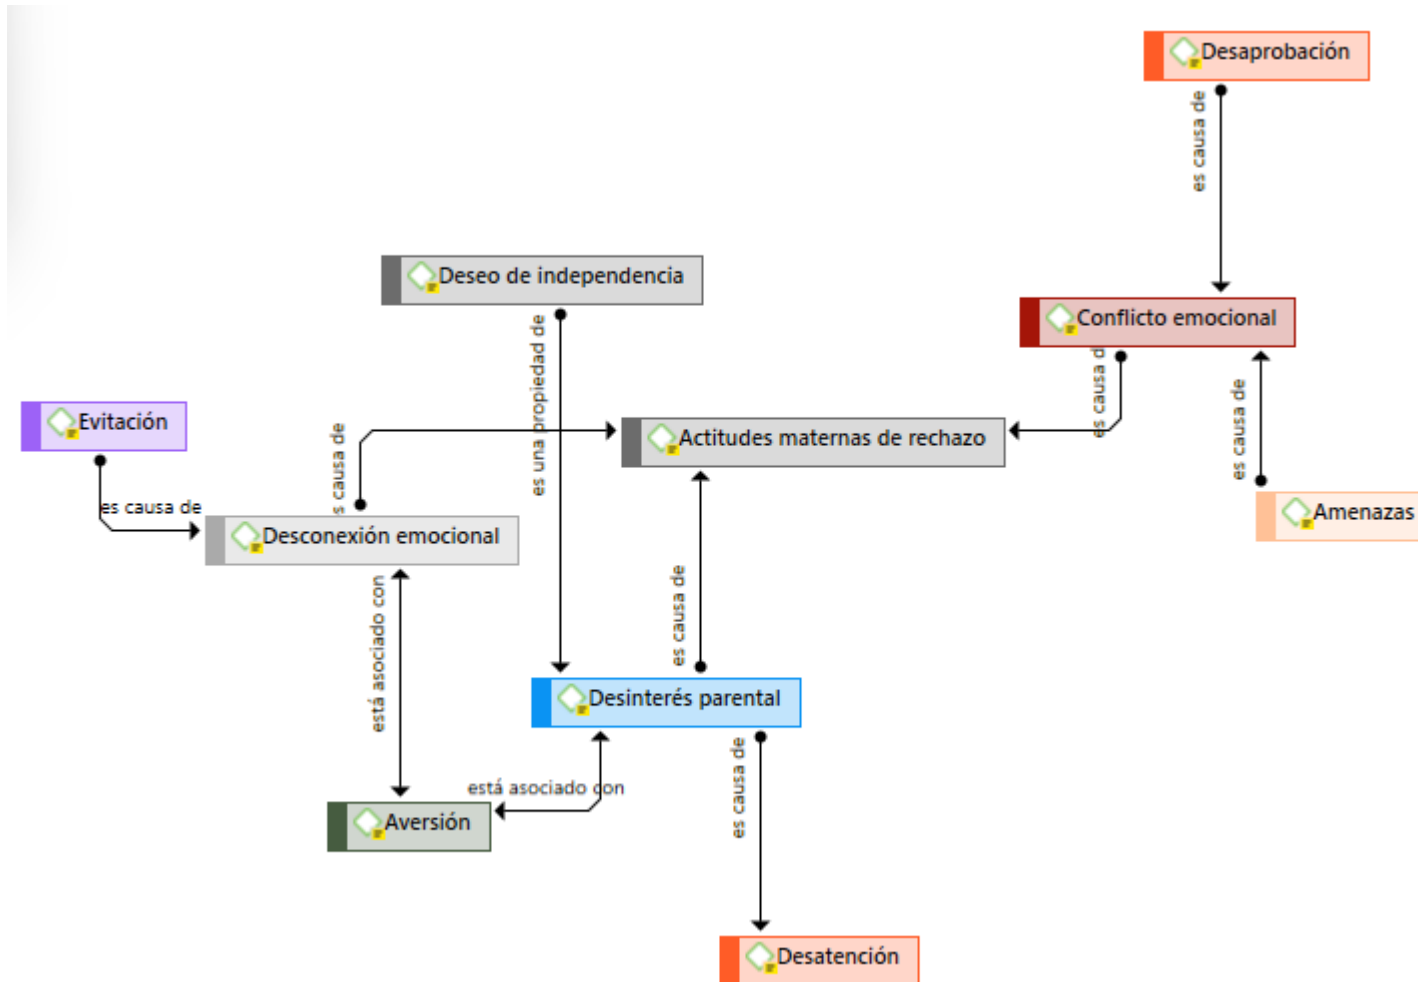 Desaprobación
es causa de
Deseo de independencia
Conflicto emocional
es una propiedad de
es causa d
es causa de
Evitación
Actitudes maternas de rechazo
es causa de
s causa de
Amenazas
Desconexión emocional
está asociado con
es causa de
Desinterés parental
está asociado con
es causa de
Aversión
Desatención